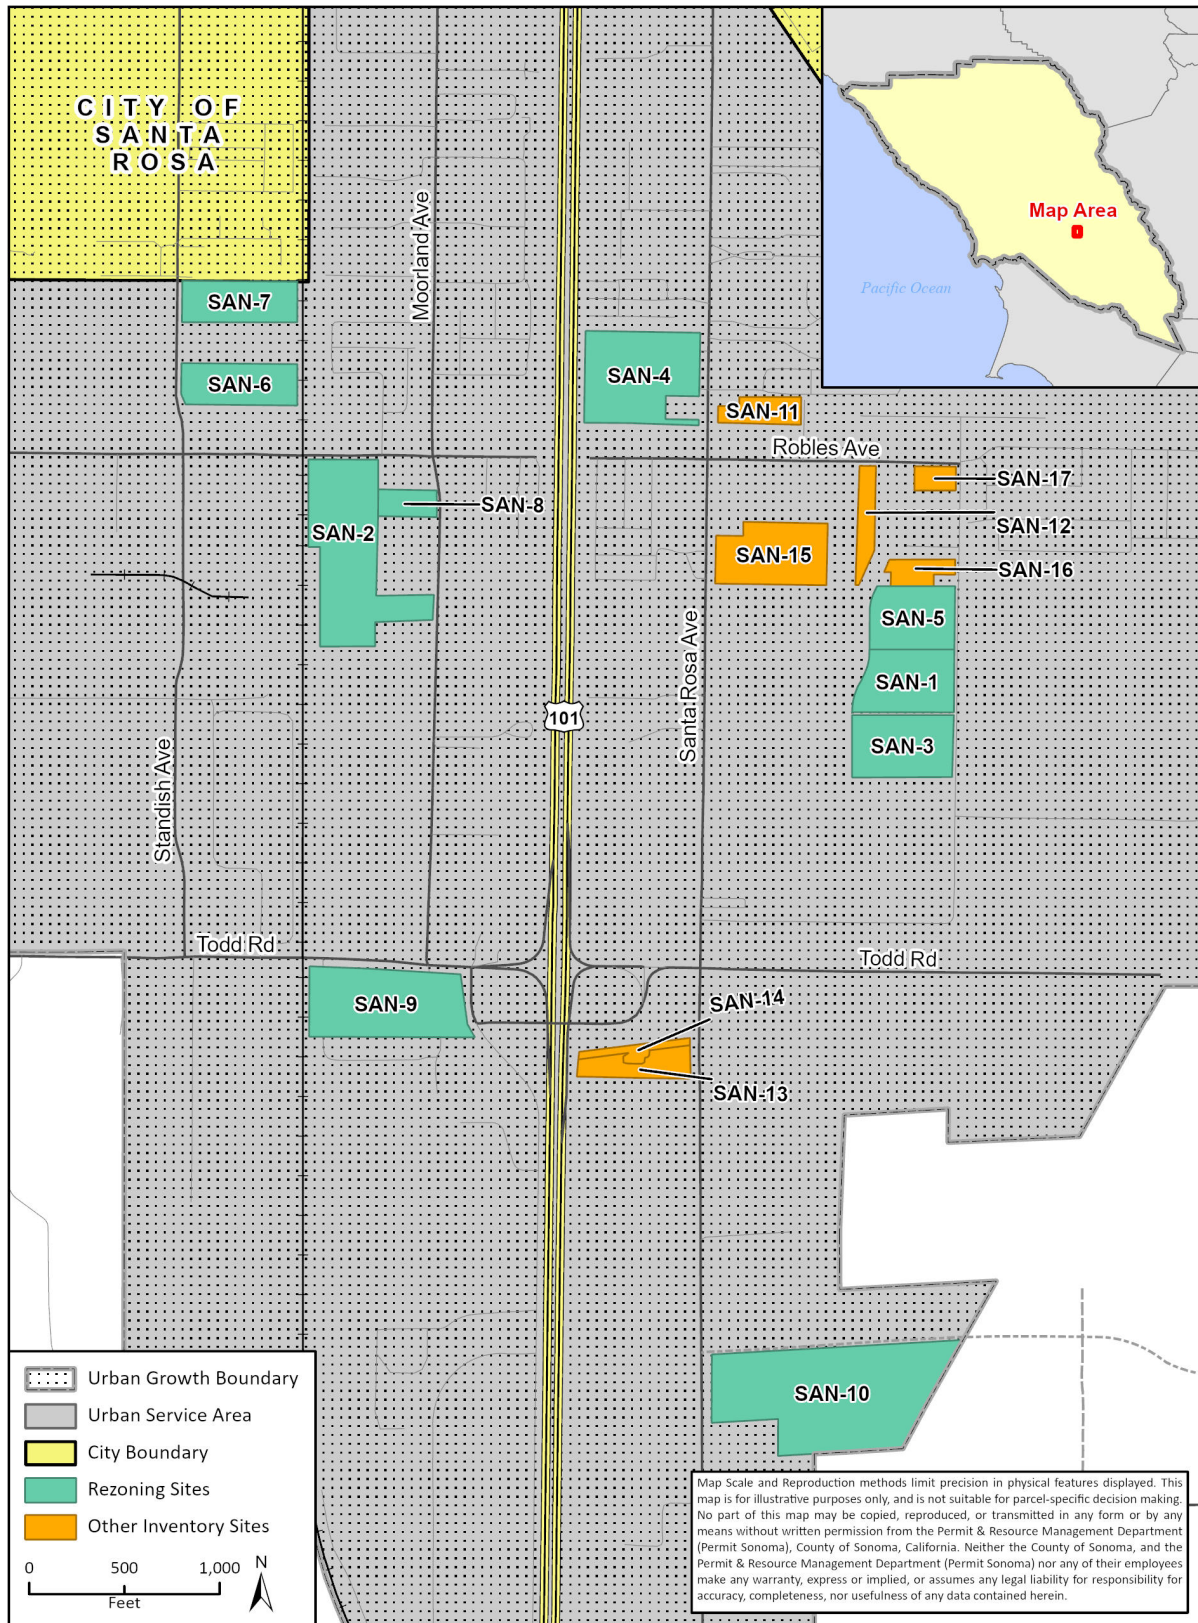 CITY OF
SANTA
ROSA
Moorland Ave
Map Area
Pacific Ocean
SAN-7
SAN-6
SAN-4
SAN-11
Robles Ave
SAN-17
SAN-8
SAN-2
SAN-12
SAN-15
SAN-16
SAN-5
SAN-1
SAN-3
101
Santa Rosa Ave
Standish Ave
Todd Rd
Todd Rd
SAN-9
SAN-14
SAN-13
SAN-10
Urban Growth Boundary
Urban Service Area
City Boundary
Rezoning Sites
Other Inventory Sites
0 500 1,000
Feet
N
Map Scale and Reproduction methods limit precision in physical features displayed. This
map is for illustrative purposes only, and is not suitable for parcel-specific decision making.
No part of this map may be copied, reproduced, or transmitted in any form or by any
means without written permission from the Permit & Resource Management Department
(Permit Sonoma), County of Sonoma, California. Neither the County of Sonoma, and the
Permit & Resource Management Department (Permit Sonoma) nor any of their employees
make any warranty, express or implied, or assumes any legal liability for responsibility for
accuracy, completeness, nor usefulness of any data contained herein.